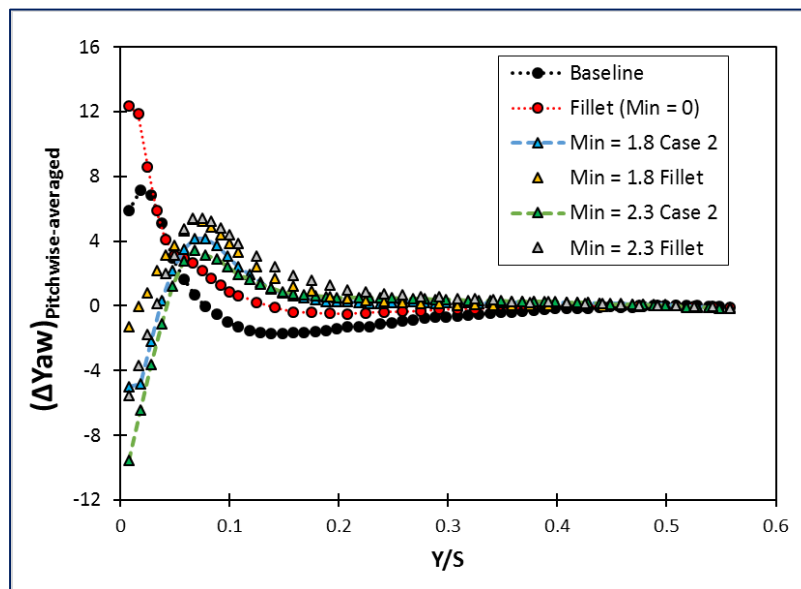 16
12
8
4
0
-4
-8
-12
0
0.1
0.2
0.3
0.4
0.5
0.6
(ΔYaw)Pitchwise-averaged
Y/S
Baseline
Fillet (Min = 0)
Min = 1.8 Case 2
Min = 1.8 Fillet
Min = 2.3 Case 2
Min = 2.3 Fillet